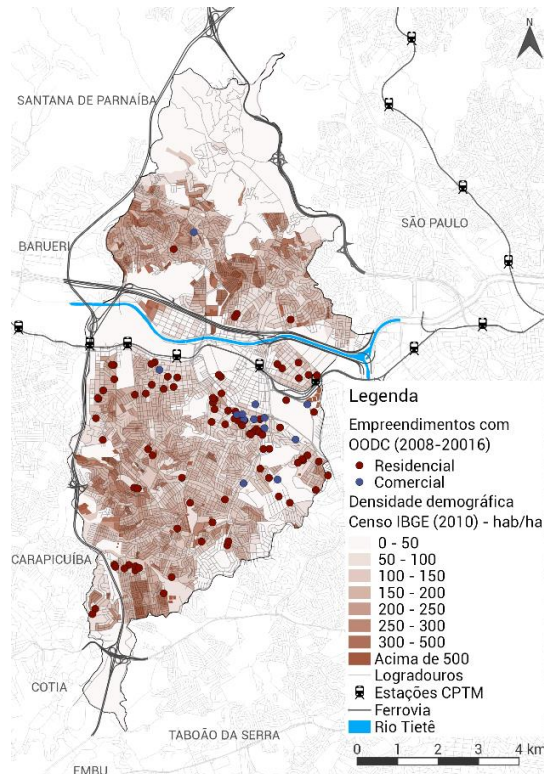 N
SANTANA DE PARNAÍBA
SÃO PAULO
BARUERI
CARAPICUÍBA
COTIA
TABOÃO DA SERRA
EMBU
Legenda
Empreendimentos com
OODC (2008-20016)
Residencial
Comercial
Densidade demográfica
Censo IBGE (2010) - hab/ha
0 - 50
50 - 100
100 - 150
150 - 200
200 - 250
250 - 300
300 - 500
Acima de 500
Logradouros
Estações CPTM
Ferrovia
Rio Tietê
0 1 2 3 4 km